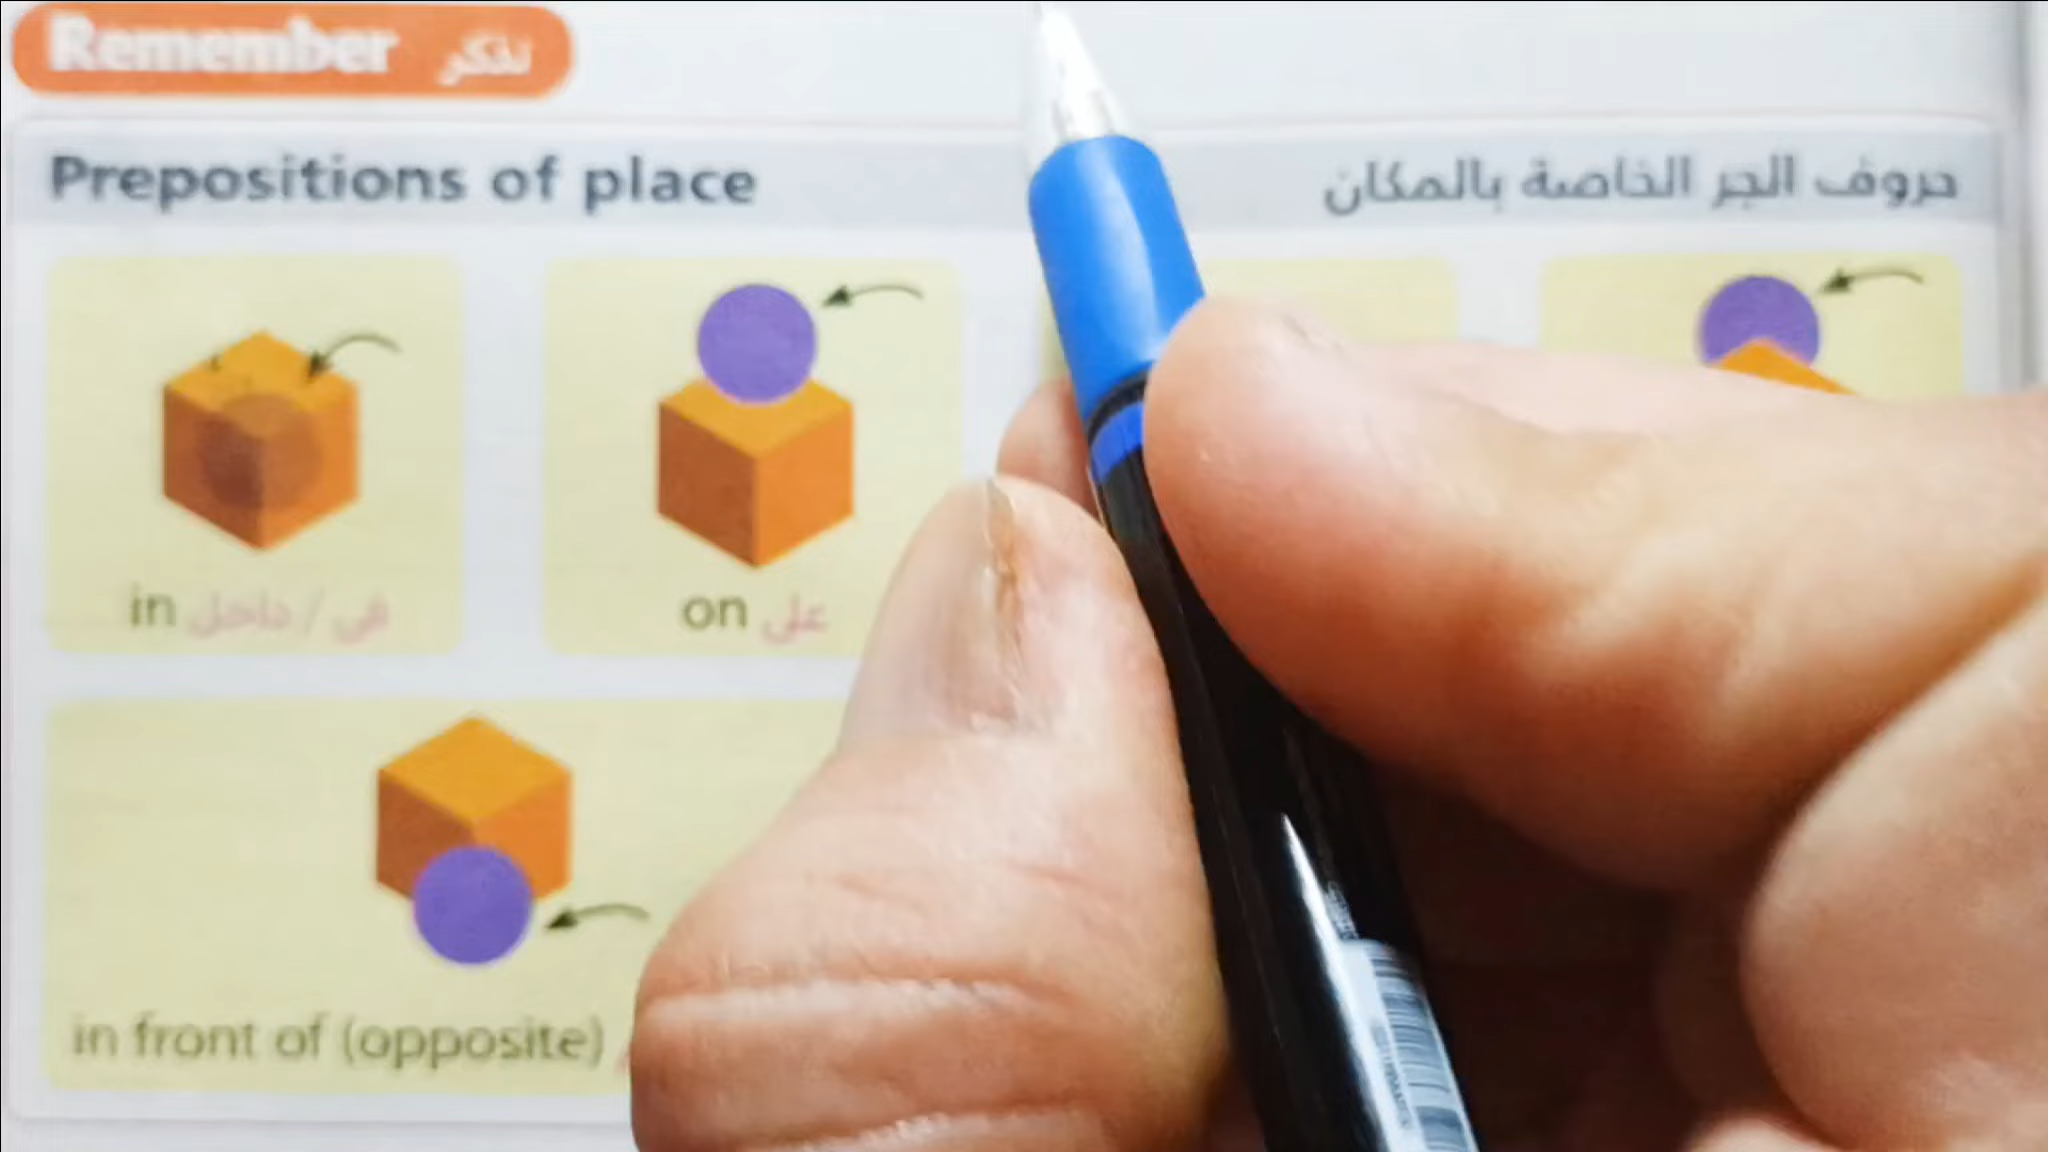 Remember تذكر
Prepositions of place حروف الجر الخاصة بالمكان
in في / داخل
on على
in front of (opposite)